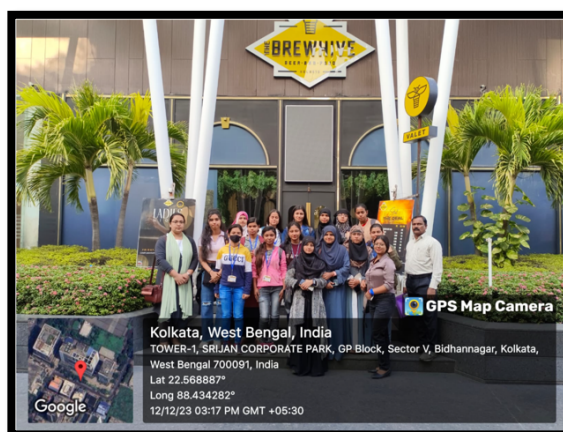 THE
BREWHIVE
VALET
LADI
GUCCI
GPS Map Camera
Kolkata, West Bengal, India
TOWER-1, SRIJAN CORPORATE PARK, GP Block, Sector V, Bidhannagar, Kolkata,
West Bengal 700091, India
Lat 22.568887°
Long 88.434282°
12/12/23 03:17 PM GMT +05:30
Google